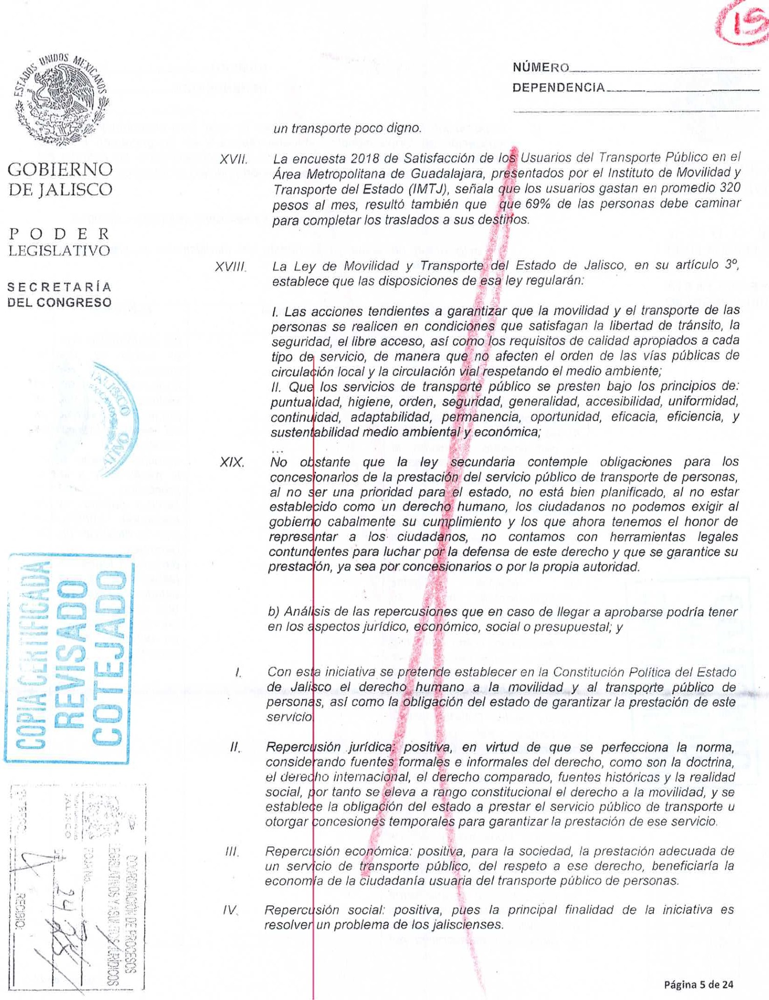 15
ESTADOS UNIDOS MEXICANOS
NÚMERO
DEPENDENCIA
GOBIERNO
DE JALISCO
PODER
LEGISLATIVO
SECRETARÍA
DEL CONGRESO
un transporte poco digno.
XVII. La encuesta 2018 de Satisfacción de los Usuarios del Transporte Público en el
Área Metropolitana de Guadalajara, presentados por el Instituto de Movilidad y
Transporte del Estado (IMTJ), señala que los usuarios gastan en promedio 320
pesos al mes, resultó también que que 69% de las personas debe caminar
para completar los traslados a sus destinos.
XVIII. La Ley de Movilidad y Transporte del Estado de Jalisco, en su artículo 3º,
establece que las disposiciones de esa ley regularán:
I. Las acciones tendientes a garantizar que la movilidad y el transporte de las
personas se realicen en condiciones que satisfagan la libertad de tránsito, la
seguridad, el libre acceso, así como los requisitos de calidad apropiados a cada
tipo de servicio, de manera que no afecten el orden de las vías públicas de
circulación local y la circulación vial respetando el medio ambiente;
II. Que los servicios de transporte público se presten bajo los principios de:
puntualidad, higiene, orden, seguridad, generalidad, accesibilidad, uniformidad,
continuidad, adaptabilidad, permanencia, oportunidad, eficacia, eficiencia, y
sustentabilidad medio ambiental y económica;
...
XIX. No obstante que la ley secundaria contemple obligaciones para los
concesionarios de la prestación del servicio público de transporte de personas,
al no ser una prioridad para el estado, no está bien planificado, al no estar
establecido como un derecho humano, los ciudadanos no podemos exigir al
gobierno cabalmente su cumplimiento y los que ahora tenemos el honor de
representar a los ciudadanos, no contamos con herramientas legales
contundentes para luchar por la defensa de este derecho y que se garantice su
prestación, ya sea por concesionarios o por la propia autoridad.
b) Análisis de las repercusiones que en caso de llegar a aprobarse podría tener
en los aspectos jurídico, económico, social o presupuestal; y
I. Con esta iniciativa se pretende establecer en la Constitución Política del Estado
de Jalisco el derecho humano a la movilidad y al transporte público de
personas, así como la obligación del estado de garantizar la prestación de este
servicio.
II. Repercusión jurídica: positiva, en virtud de que se perfecciona la norma,
considerando fuentes formales e informales del derecho, como son la doctrina,
el derecho internacional, el derecho comparado, fuentes históricas y la realidad
social, por tanto se eleva a rango constitucional el derecho a la movilidad, y se
establece la obligación del estado a prestar el servicio público de transporte u
otorgar concesiones temporales para garantizar la prestación de ese servicio.
III. Repercusión económica: positiva, para la sociedad, la prestación adecuada de
un servicio de transporte público, del respeto a ese derecho, beneficiaría la
economía de la ciudadanía usuaria del transporte público de personas.
IV. Repercusión social: positiva, pues la principal finalidad de la iniciativa es
resolver un problema de los jaliscienses.
JALISCO
COPIA CERTIFICADA
REVISADO
COTEJADO
COORDINACIÓN DE PROCESOS
LEGISLATIVOS Y ASUNTOS JURÍDICOS
JALISCO
FOJA No.
24
DE
RECIBIO:
Página 5 de 24